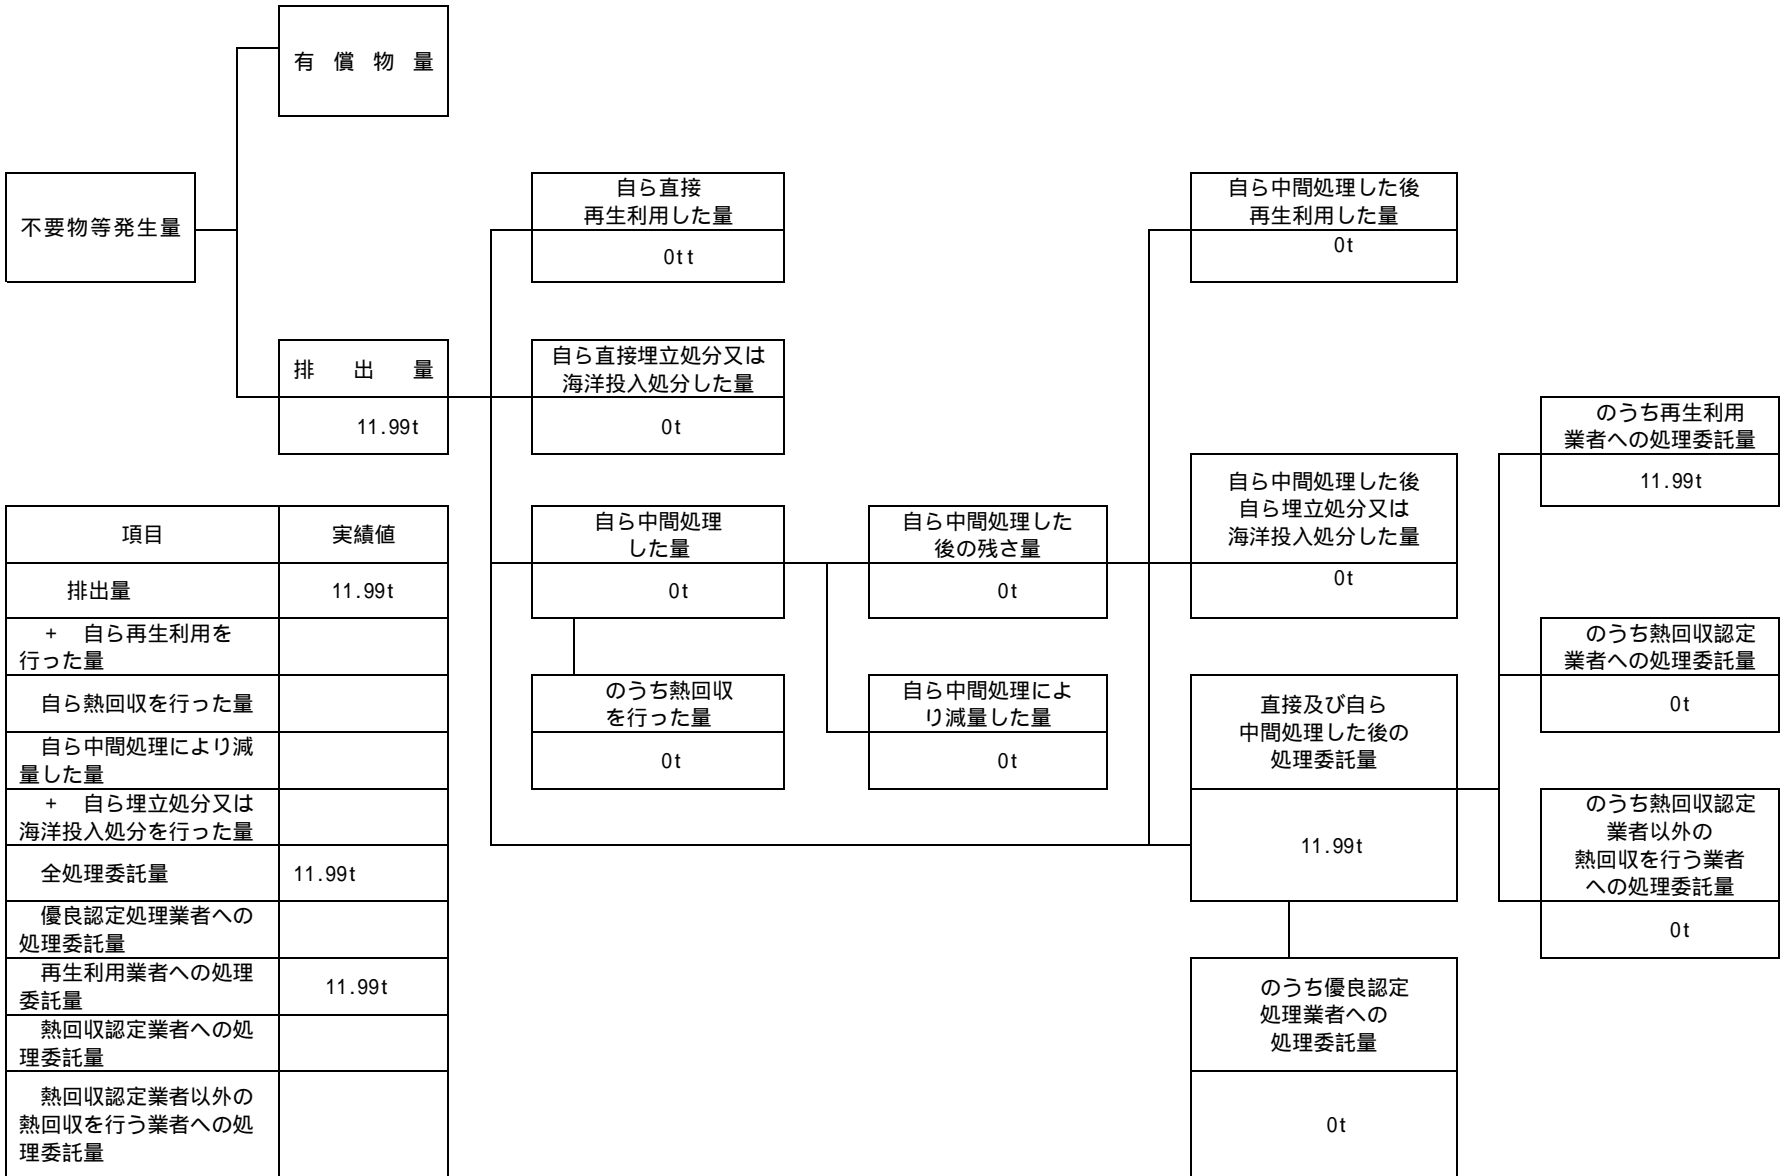 有 償 物 量
不要物等発生量
排 出 量
11.99t
自ら直接
再生利用した量
0tt
自ら直接埋立処分又は
海洋投入処分した量
0t
自ら中間処理
した量
0t
のうち熱回収
を行った量
0t
自ら中間処理した
後の残さ量
0t
自ら中間処理によ
り減量した量
0t
自ら中間処理した後
再生利用した量
0t
自ら中間処理した後
自ら埋立処分又は
海洋投入処分した量
0t
直接及び自ら
中間処理した後の
処理委託量
11.99t
のうち優良認定
処理業者への
処理委託量
0t
のうち再生利用
業者への処理委託量
11.99t
のうち熱回収認定
業者への処理委託量
0t
のうち熱回収認定
業者以外の
熱回収を行う業者
への処理委託量
0t
項目 実績値
排出量 11.99t
+ 自ら再生利用を
行った量
自ら熱回収を行った量
自ら中間処理により減
量した量
+ 自ら埋立処分又は
海洋投入処分を行った量
全処理委託量 11.99t
優良認定処理業者への
処理委託量
再生利用業者への処理
委託量 11.99t
熱回収認定業者への処
理委託量
熱回収認定業者以外の
熱回収を行う業者への処
理委託量